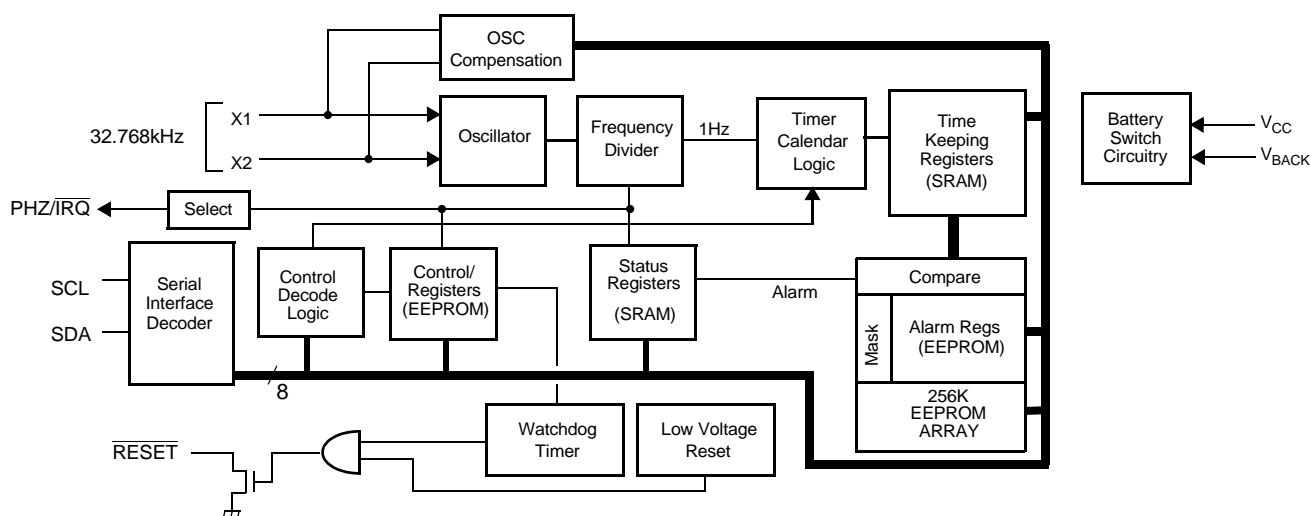 OSC
Compensation
32.768kHz
X1
X2
Oscillator
Frequency
Divider
1Hz
Timer
Calendar
Logic
Time
Keeping
Registers
(SRAM)
Battery
Switch
Circuitry
VCC
VBACK
PHZ/IRQ
Select
SCL
SDA
Serial
Interface
Decoder
Control
Decode
Logic
Control/
Registers
(EEPROM)
Status
Registers
(SRAM)
Alarm
Compare
Mask
Alarm Regs
(EEPROM)
256K
EEPROM
ARRAY
8
RESET
Watchdog
Timer
Low Voltage
Reset